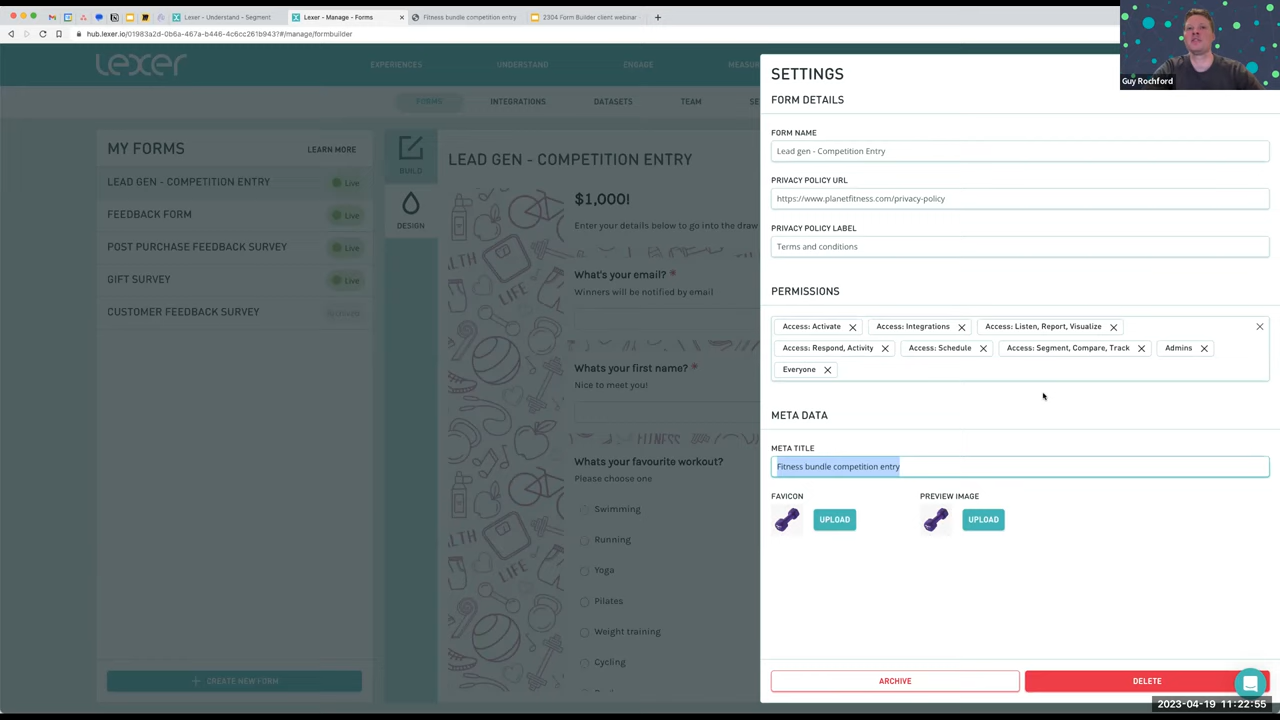 Lexer - Understand - Segment
Lexer - Manage - Forms
Fitness bundle competition entry
2304 Form Builder client webinar
hub.lexer.io/01983a2d-0b6a-467a-b446-4c6cc261b943?#/manage/formbuilder
Lexer
EXPERIENCES
UNDERSTAND
ENGAGE
MEASU
FORMS
INTEGRATIONS
DATASETS
TEAM
SE
MY FORMS
LEARN MORE
LEAD GEN - COMPETITION ENTRY
Live
FEEDBACK FORM
Live
POST PURCHASE FEEDBACK SURVEY
Live
GIFT SURVEY
Live
CUSTOMER FEEDBACK SURVEY
CREATE NEW FORM
BUILD
DESIGN
LEAD GEN - COMPETITION ENTRY
HEALTH
LIFE
$1,000!
Enter your details below to go into the draw
What's your email? *
Winners will be notified by email
Whats your first name? *
Nice to meet you!
FITNESS
Whats your favourite workout?
Please choose one
Swimming
Running
Yoga
Pilates
Weight training
Cycling
SETTINGS
FORM DETAILS
FORM NAME
Lead gen - Competition Entry
PRIVACY POLICY URL
https://www.planetfitness.com/privacy-policy
PRIVACY POLICY LABEL
Terms and conditions
PERMISSIONS
Access: Activate
Access: Integrations
Access: Listen, Report, Visualize
Access: Respond, Activity
Access: Schedule
Access: Segment, Compare, Track
Admins
Everyone
META DATA
META TITLE
Fitness bundle competition entry
FAVICON
UPLOAD
PREVIEW IMAGE
UPLOAD
ARCHIVE
DELETE
Guy Rochford
2023-04-19 11:22:55